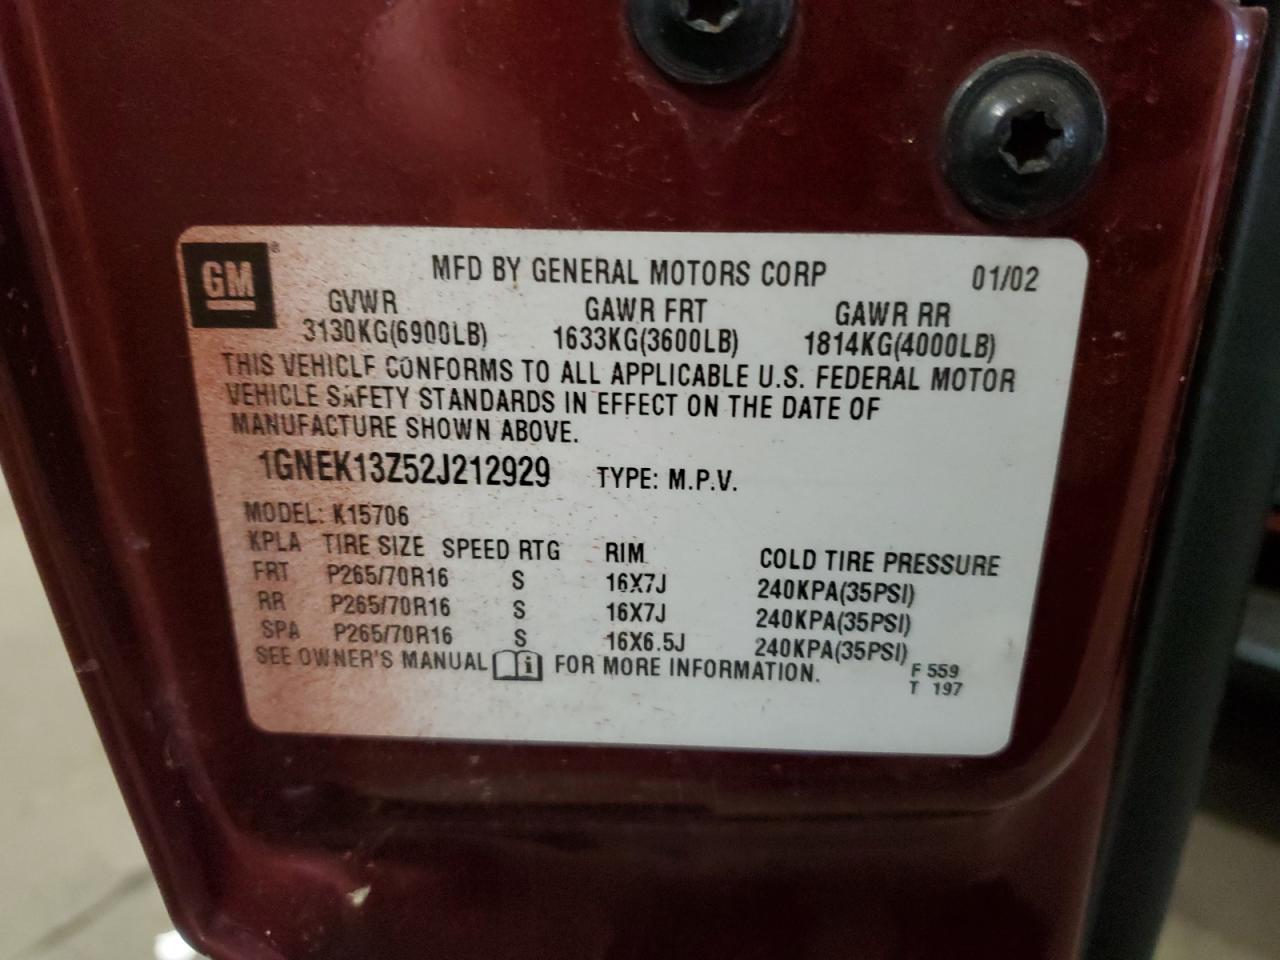 GM®
MFD BY GENERAL MOTORS CORP 01/02
GVWR GAWR FRT GAWR RR
3130KG(6900LB) 1633KG(3600LB) 1814KG(4000LB)
THIS VEHICLE CONFORMS TO ALL APPLICABLE U.S. FEDERAL MOTOR
VEHICLE SAFETY STANDARDS IN EFFECT ON THE DATE OF
MANUFACTURE SHOWN ABOVE.
1GNEK13Z52J212929 TYPE: M.P.V.
MODEL: K15706
KPLA TIRE SIZE SPEED RTG RIM COLD TIRE PRESSURE
FRT P265/70R16 S 16X7J 240KPA(35PSI)
RR P265/70R16 S 16X7J 240KPA(35PSI)
SPA P265/70R16 S 16X6.5J 240KPA(35PSI)
SEE OWNER'S MANUAL i FOR MORE INFORMATION.
F 559
T 197